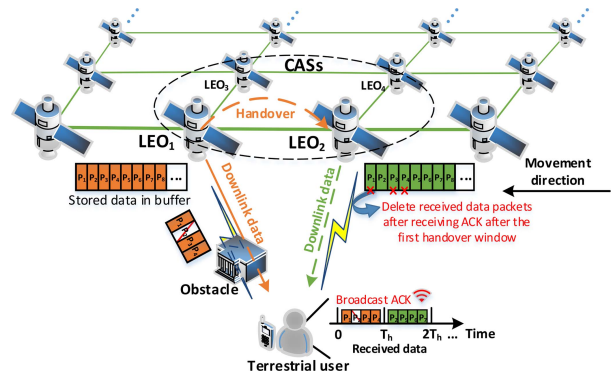 CASs
LEO3
LEO4
Handover
LEO1
LEO2
P1 P2 P3 P4 P5 P6 P7 P8 ...
Stored data in buffer
Downlink data
Downlink data
P1 P2 P3 P4 P5 P6 P7 P8 ...
Movement direction
Delete received data packets
after receiving ACK after the
first handover window
Obstacle
Broadcast ACK
0 Th 2Th ... Time
Received data
Terrestrial user